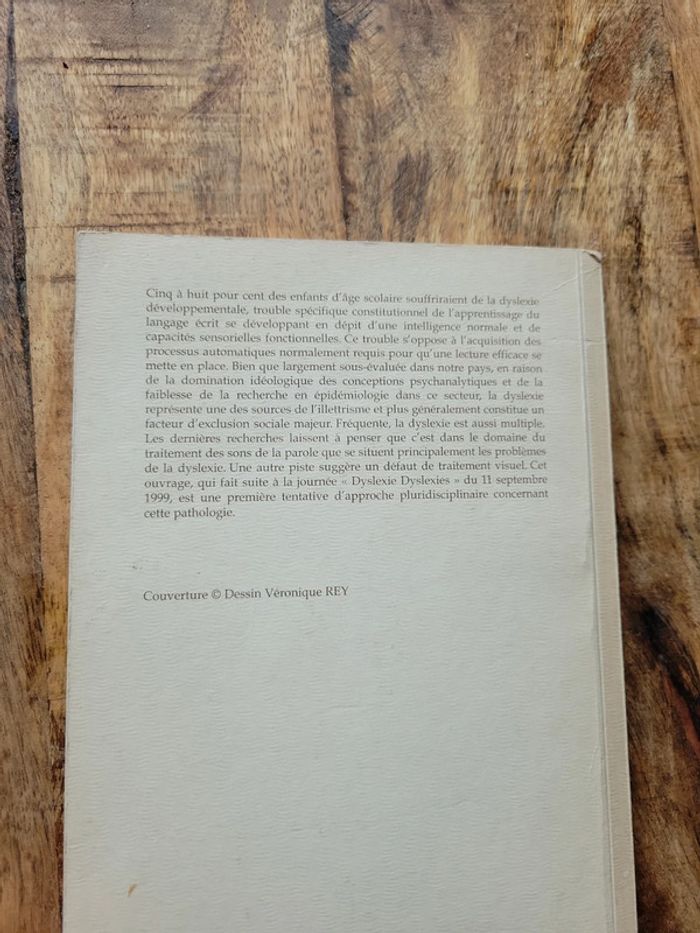 Cinq à huit pour cent des enfants d'âge scolaire souffriraient de la dyslexie
développementale, trouble spécifique constitutionnel de l'apprentissage du
langage écrit se développant en dépit d'une intelligence normale et de
capacités sensorielles fonctionnelles. Ce trouble s'oppose à l'acquisition des
processus automatiques normalement requis pour qu'une lecture efficace se
mette en place. Bien que largement sous-évaluée dans notre pays, en raison
de la domination idéologique des conceptions psychanalytiques et de la
faiblesse de la recherche en épidémiologie dans ce secteur, la dyslexie
représente une des sources de l'illettrisme et plus généralement constitue un
facteur d'exclusion sociale majeur. Fréquente, la dyslexie est aussi multiple.
Les dernières recherches laissent à penser que c'est dans le domaine du
traitement des sons de la parole que se situent principalement les problèmes
de la dyslexie. Une autre piste suggère un défaut de traitement visuel. Cet
ouvrage, qui fait suite à la journée « Dyslexie Dyslexies » du 11 septembre
1999, est une première tentative d'approche pluridisciplinaire concernant
cette pathologie.
Couverture © Dessin Véronique REY